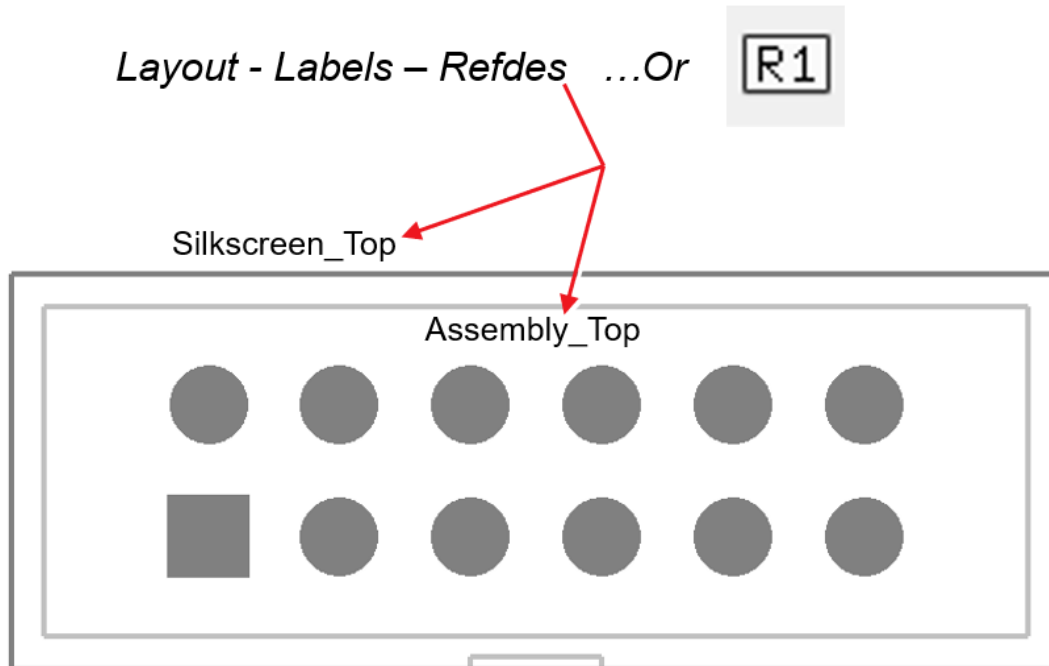 Layout - Labels – Refdes …Or R1
Silkscreen_Top
Assembly_Top